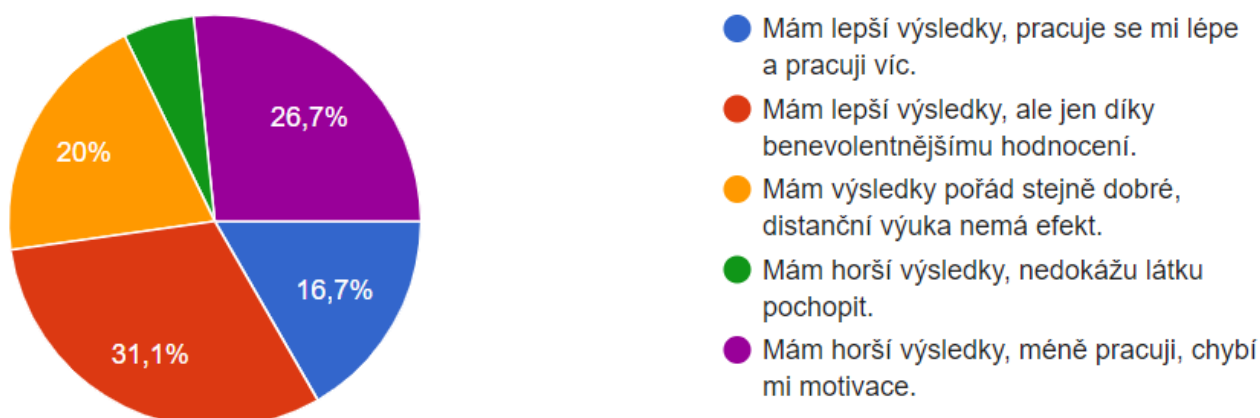 26,7%
20%
16,7%
31,1%
Mám lepší výsledky, pracuje se mi lépe
a pracuji víc.
Mám lepší výsledky, ale jen díky
benevolentnějšímu hodnocení.
Mám výsledky pořád stejně dobré,
distanční výuka nemá efekt.
Mám horší výsledky, nedokážu látku
pochopit.
Mám horší výsledky, méně pracuji, chybí
mi motivace.